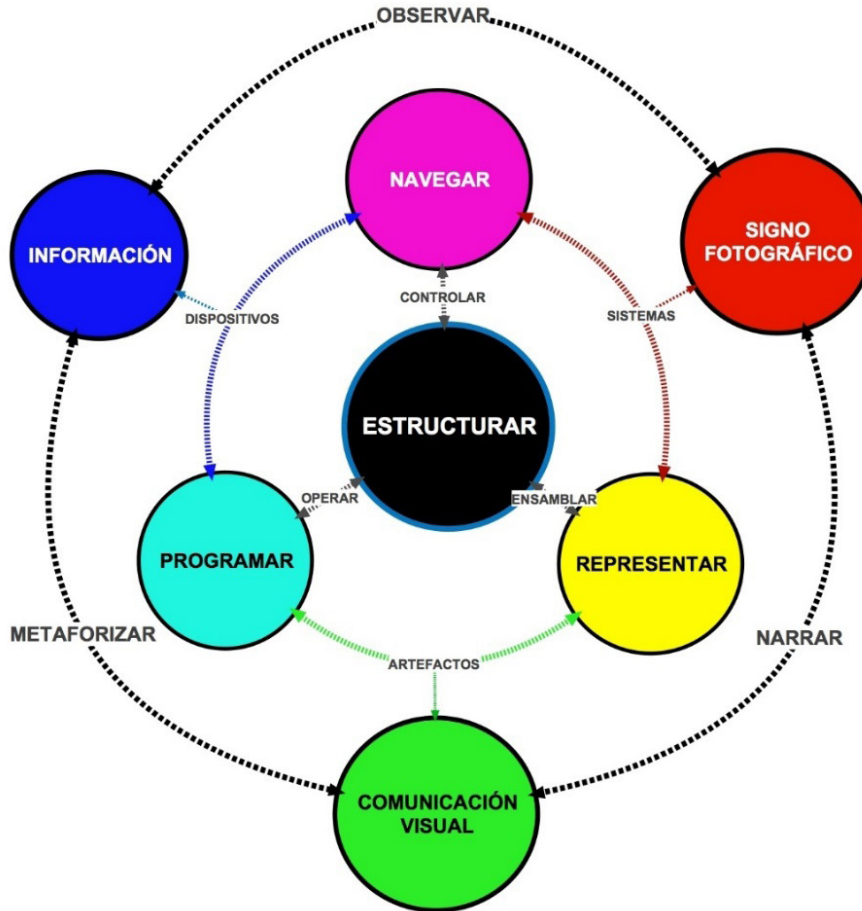 OBSERVAR
NAVEGAR
INFORMACIÓN
SIGNO
FOTOGRÁFICO
CONTROLAR
DISPOSITIVOS
SISTEMAS
ESTRUCTURAR
OPERAR
ENSAMBLAR
PROGRAMAR
REPRESENTAR
METAFORIZAR
NARRAR
ARTEFACTOS
COMUNICACIÓN
VISUAL